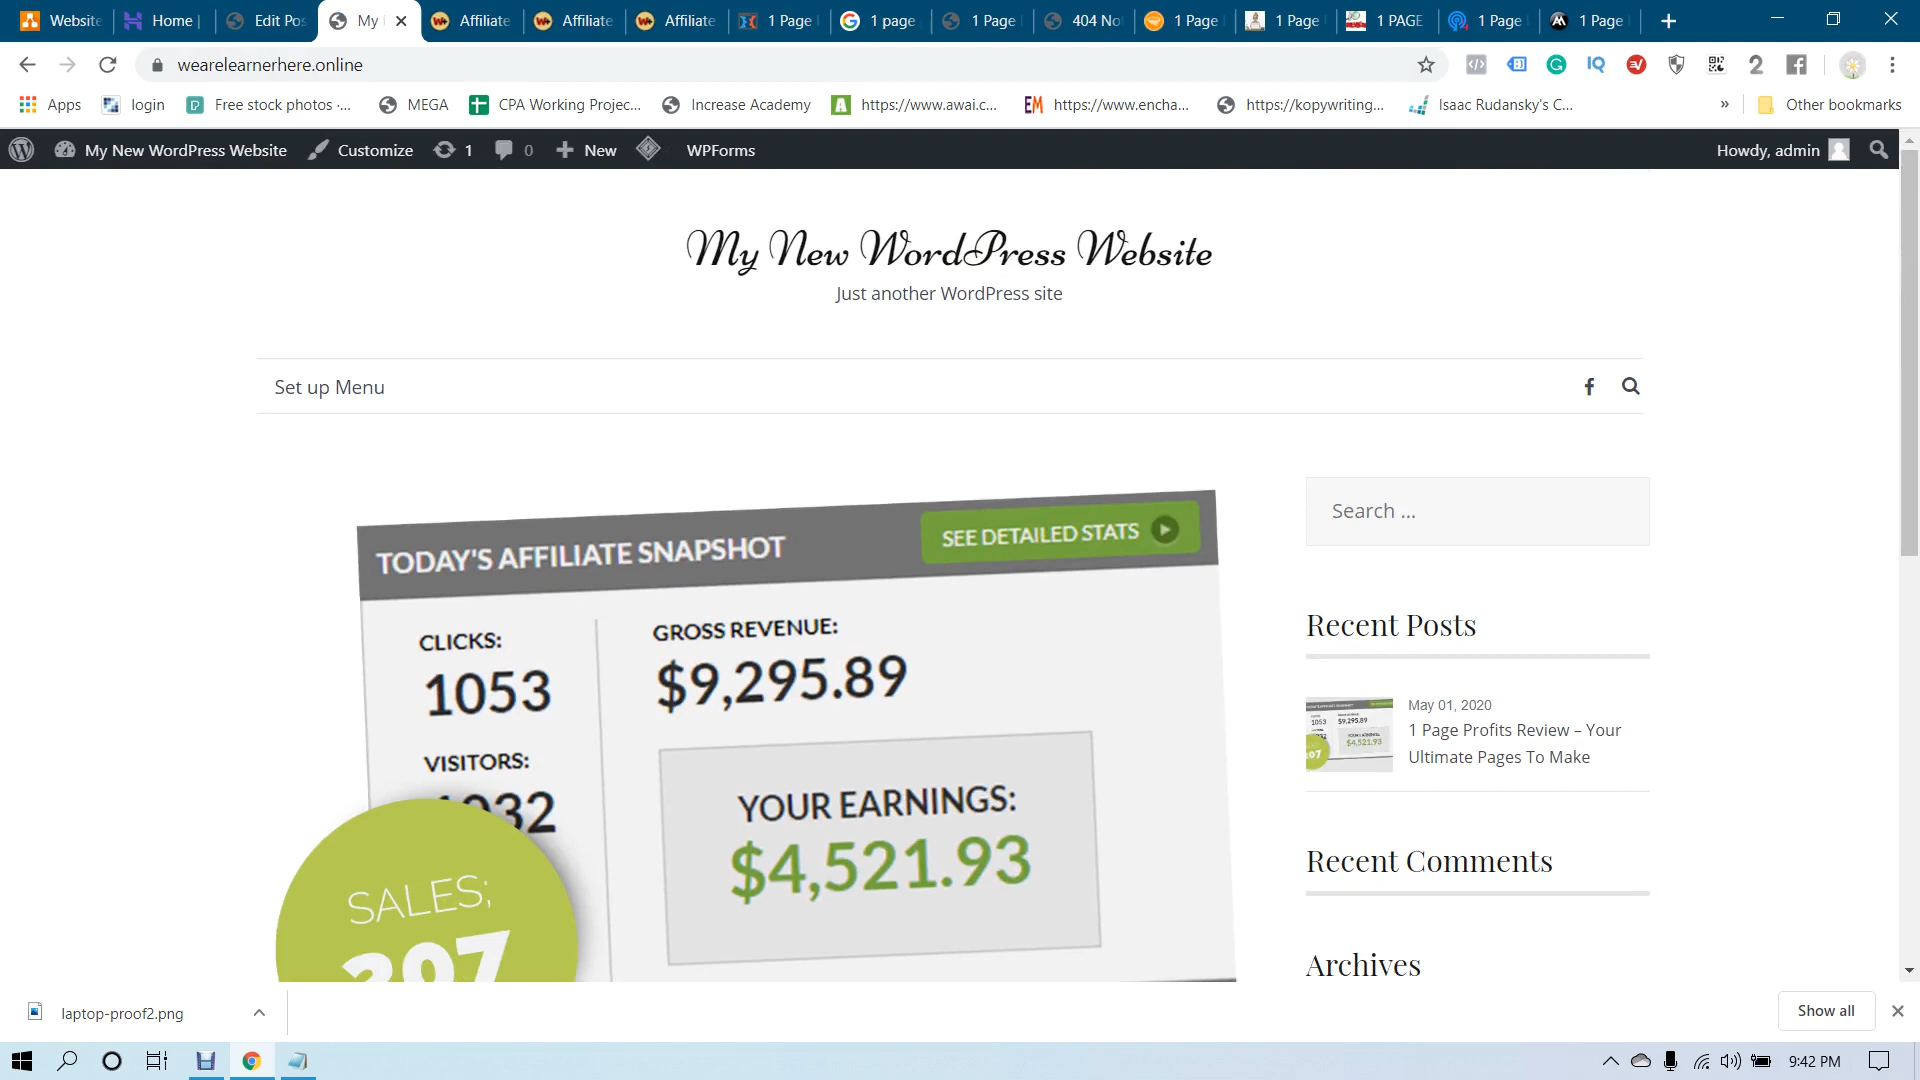 Website
Home |
Edit Pos
My
Affiliate
Affiliate
Affiliate
1 Page
1 page
1 Page
404 No
1 Page
1 Page
1 PAGE
1 Page
1 Page
wearelearnerhere.online
Apps
login
Free stock photos ·...
MEGA
CPA Working Projec...
Increase Academy
https://www.awai.c...
https://www.encha...
https://kopywriting...
Isaac Rudansky's C...
»
Other bookmarks
My New WordPress Website
Customize
1
0
New
WPForms
Howdy, admin
My New WordPress Website
Just another WordPress site
Set up Menu
TODAY'S AFFILIATE SNAPSHOT
SEE DETAILED STATS
CLICKS:
1053
GROSS REVENUE:
$9,295.89
VISITORS:
YOUR EARNINGS:
$4,521.93
SALES;
207
Search ...
Recent Posts
May 01, 2020
1 Page Profits Review – Your
Ultimate Pages To Make
Recent Comments
Archives
laptop-proof2.png
Show all
9:42 PM